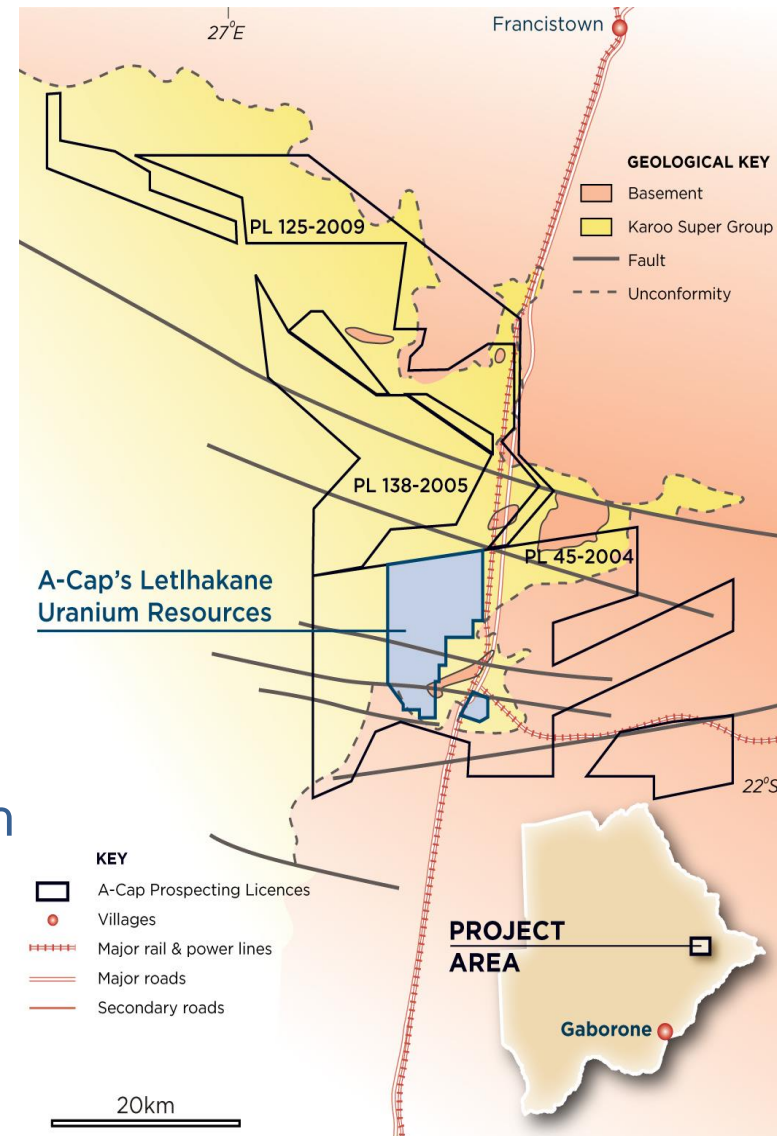 27°E
Francistown
GEOLOGICAL KEY
Basement
Karoo Super Group
Fault
Unconformity
PL 125-2009
PL 138-2005
PL 45-2004
A-Cap's Letlhakane
Uranium Resources
22°S
n
KEY
A-Cap Prospecting Licences
Villages
Major rail & power lines
Major roads
Secondary roads
PROJECT
AREA
Gaborone
20km